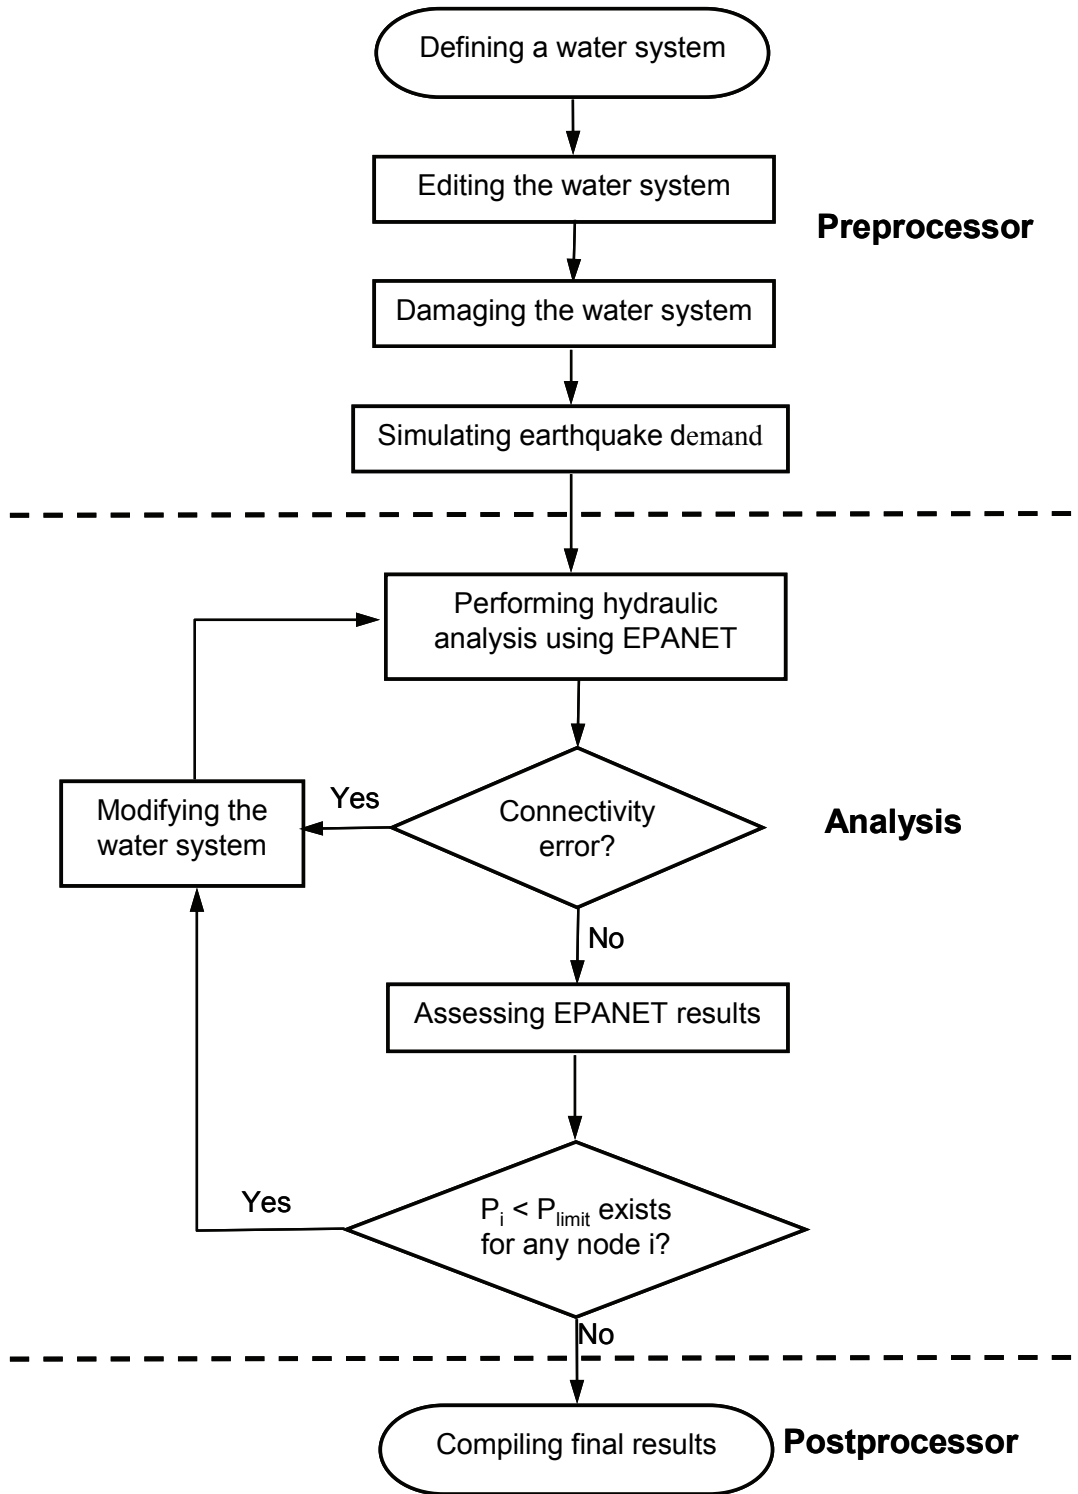 Defining a water system
Editing the water system
Preprocessor
Damaging the water system
Simulating earthquake demand
Performing hydraulic
analysis using EPANET
Modifying the
water system
Yes
Connectivity
error?
Analysis
No
Assessing EPANET results
Yes
P_i < P_limit exists
for any node i?
No
Compiling final results
Postprocessor